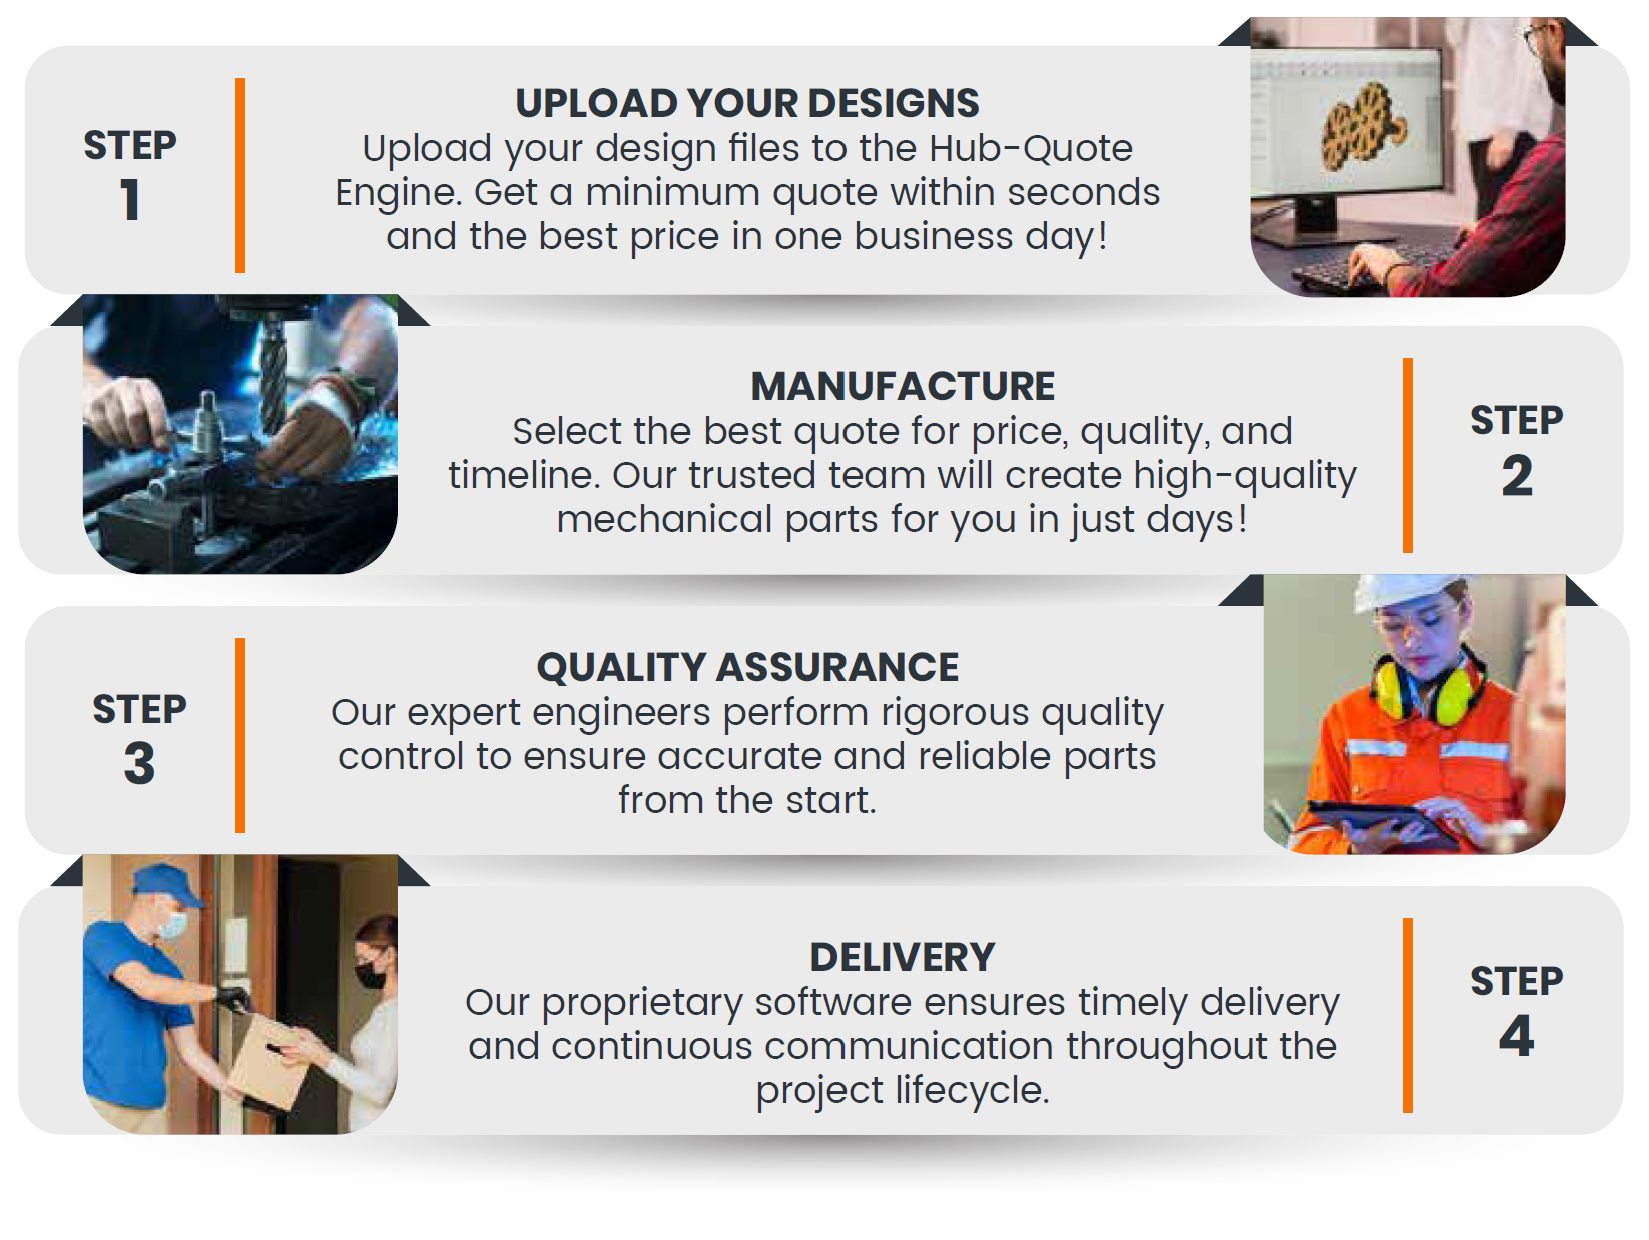 STEP
1
UPLOAD YOUR DESIGNS
Upload your design files to the Hub-Quote
Engine. Get a minimum quote within seconds
and the best price in one business day!
MANUFACTURE
Select the best quote for price, quality, and
timeline. Our trusted team will create high-quality
mechanical parts for you in just days!
STEP
2
STEP
3
QUALITY ASSURANCE
Our expert engineers perform rigorous quality
control to ensure accurate and reliable parts
from the start.
DELIVERY
Our proprietary software ensures timely delivery
and continuous communication throughout the
project lifecycle.
STEP
4